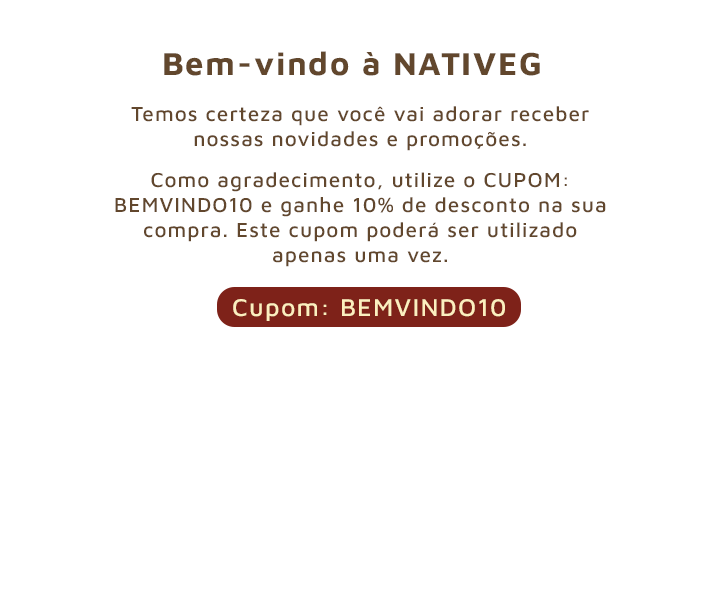 Bem-vindo à NATIVEG
Temos certeza que você vai adorar receber
nossas novidades e promoções.
Como agradecimento, utilize o CUPOM:
BEMVINDO10 e ganhe 10% de desconto na sua
compra. Este cupom poderá ser utilizado
apenas uma vez.
Cupom: BEMVINDO10